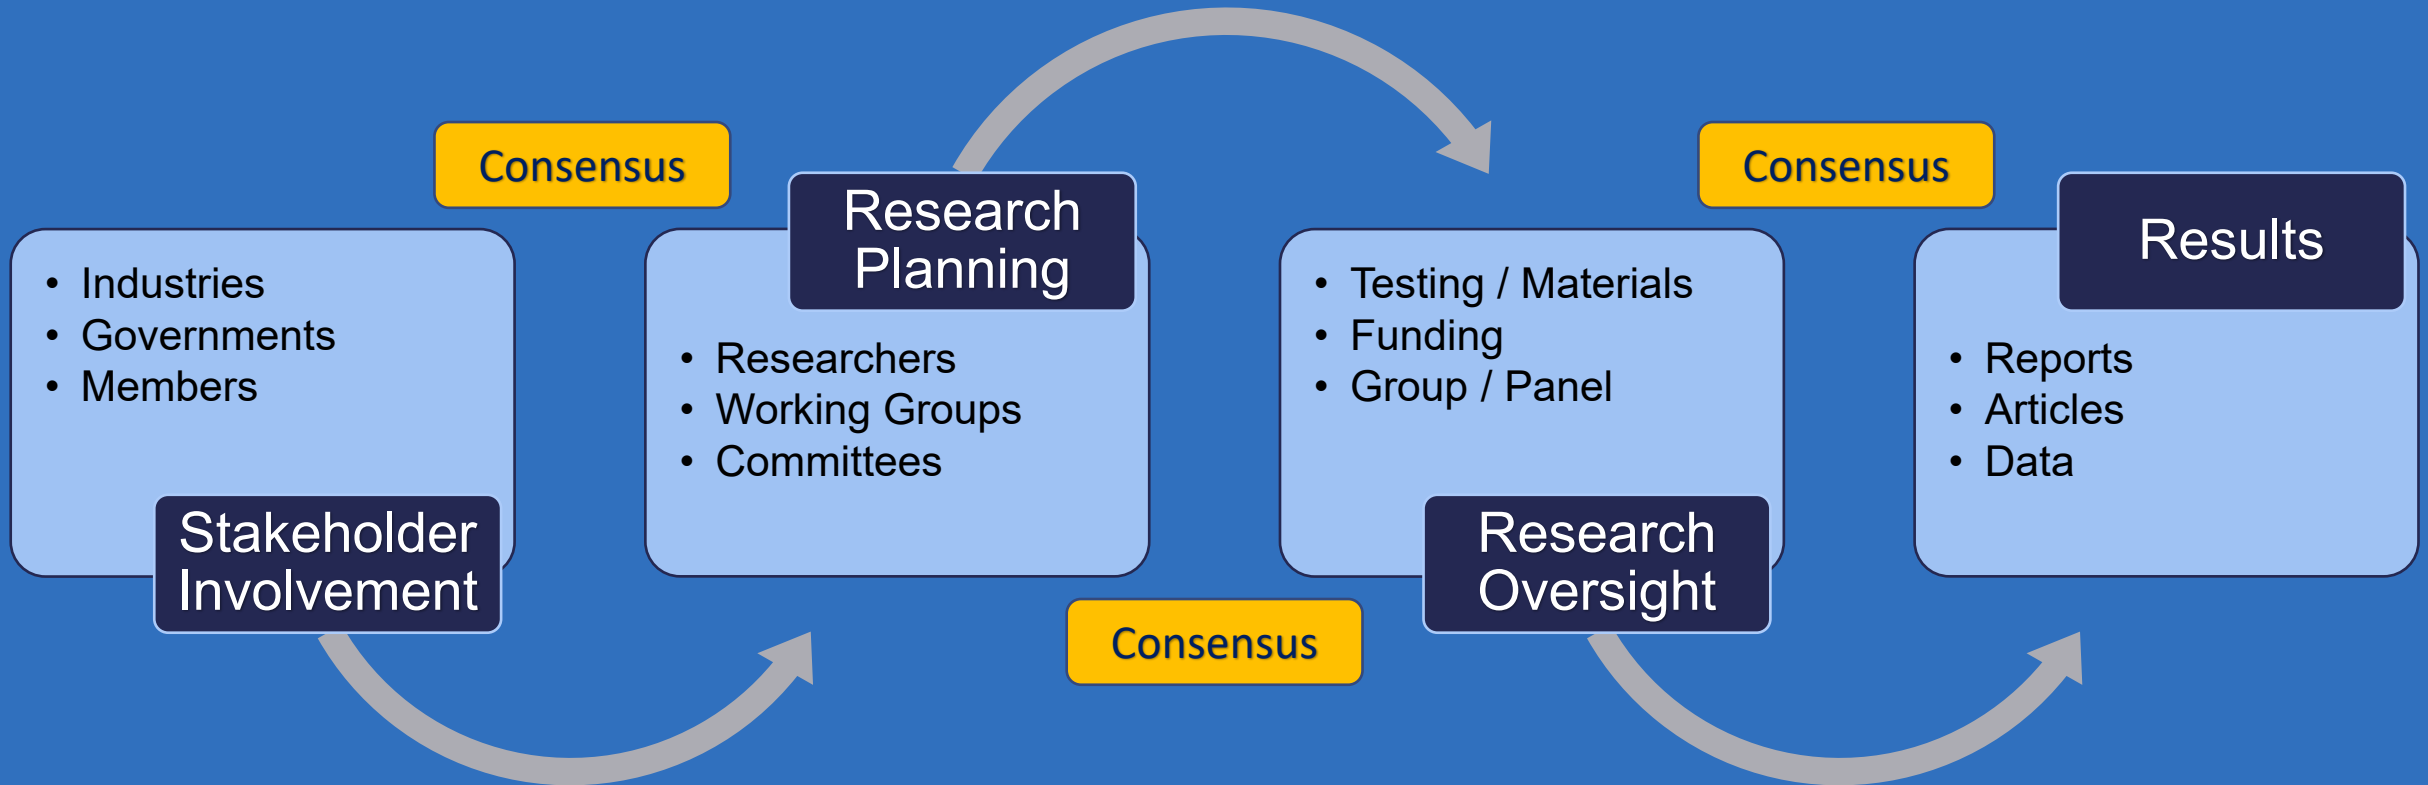 • Industries
• Governments
• Members
Stakeholder
Involvement
Consensus
Research
Planning
• Researchers
• Working Groups
• Committees
Consensus
• Testing / Materials
• Funding
• Group / Panel
Research
Oversight
Consensus
Results
• Reports
• Articles
• Data